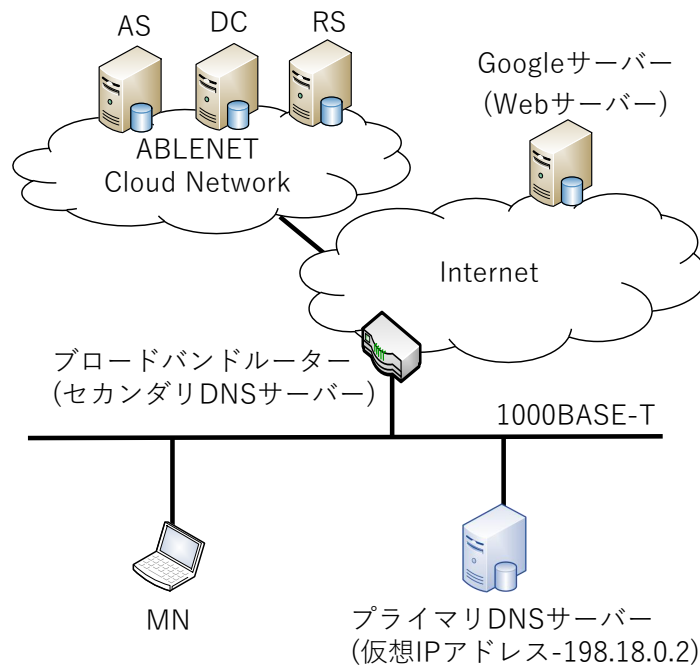 AS DC RS
Googleサーバー
(Webサーバー)
ABLENET
Cloud Network
Internet
ブロードバンドルーター
(セカンダリDNSサーバー)
1000BASE-T
MN
プライマリDNSサーバー
(仮想IPアドレス-198.18.0.2)